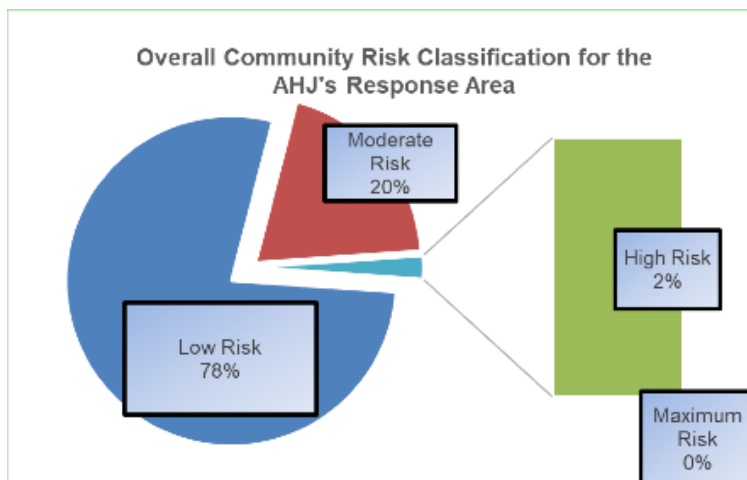 Overall Community Risk Classification for the
AHJ's Response Area
Moderate
Risk
20%
High Risk
2%
Low Risk
78%
Maximum
Risk
0%